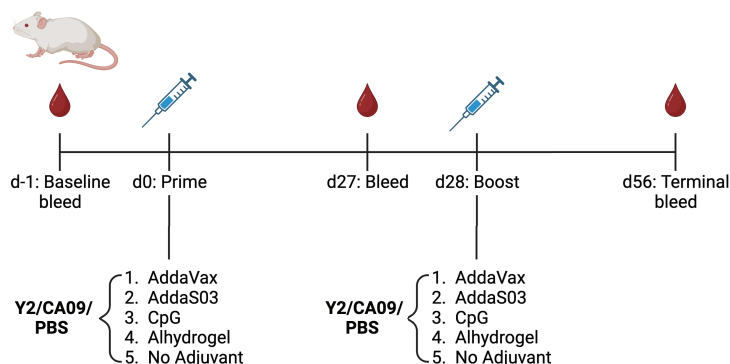 d-1: Baseline
bleed
d0: Prime
d27: Bleed
d28: Boost
d56: Terminal
bleed
Y2/CA09/
PBS
1. AddaVax
2. AddaS03
3. CpG
4. Alhydrogel
5. No Adjuvant
Y2/CA09/
PBS
1. AddaVax
2. AddaS03
3. CpG
4. Alhydrogel
5. No Adjuvant